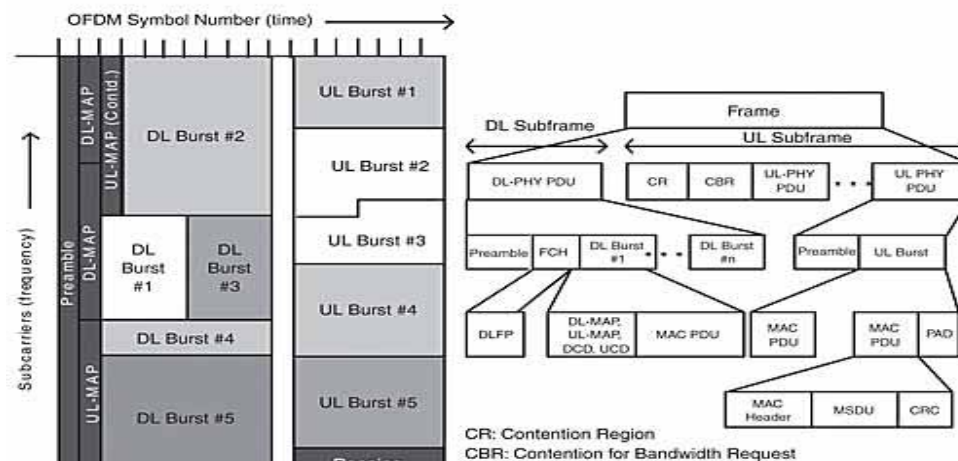 OFDM Symbol Number (time)
Subcarriers (frequency)
Preamble
DL-MAP
DL-MAP
UL-MAP
UL-MAP (Contd.)
DL Burst #2
DL
Burst
#1
DL
Burst
#3
DL Burst #4
DL Burst #5
UL Burst #1
UL Burst #2
UL Burst #3
UL Burst #4
UL Burst #5
Frame
DL Subframe
UL Subframe
DL-PHY PDU
CR
CBR
UL-PHY
PDU
UL PHY
PDU
Preamble
FCH
DL Burst
#1
DL Burst
#n
Preamble
UL Burst
DLFP
DL-MAP,
UL-MAP,
DCD, UCD
MAC PDU
MAC
PDU
MAC
PDU
PAD
MAC
Header
MSDU
CRC
CR: Contention Region
CBR: Contention for Bandwidth Request